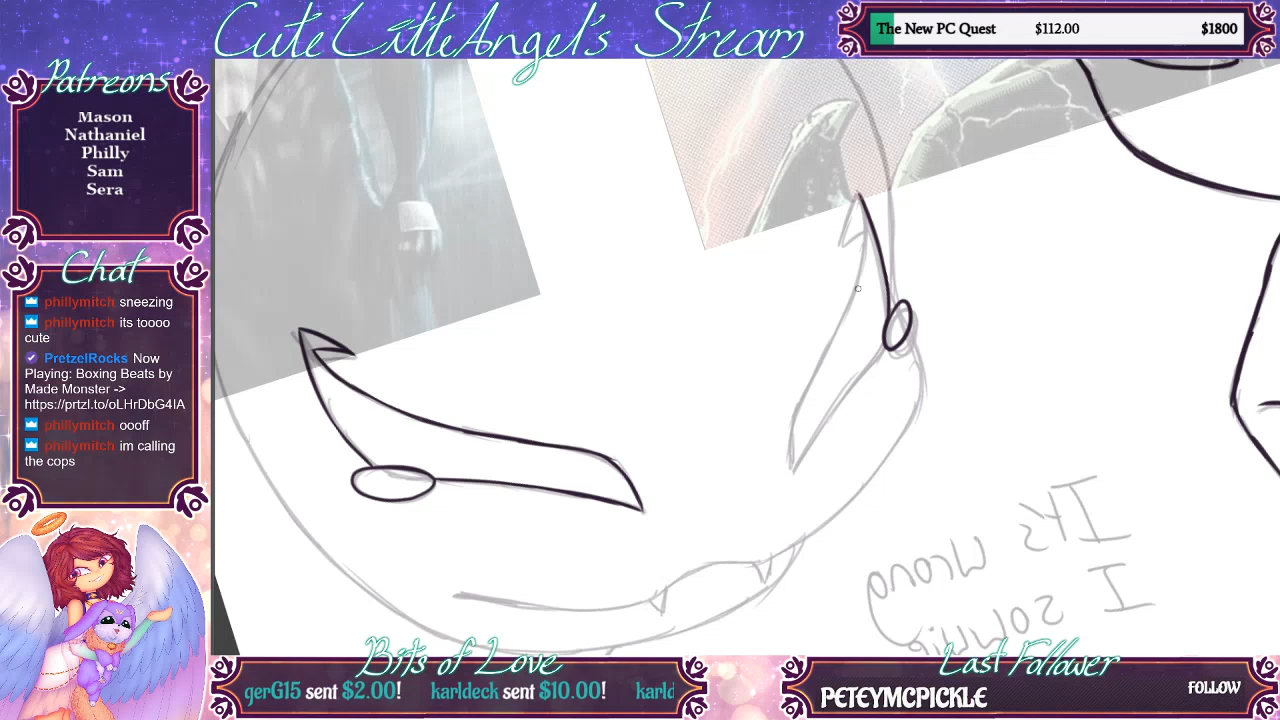 Cute Little Angel's Stream
The New PC Quest $112.00 $1800
Patreons
Mason
Nathaniel
Philly
Sam
Sera
Chat
phillymitch sneezing
phillymitch its toooo
cute
PretzelRocks Now
Playing: Boxing Beats by
Made Monster ->
https://prtzl.to/oLHrDbG4IA
phillymitch oooff
phillymitch im calling
the cops
It's wrong
I
Bits of Love
gerG15 sent $2.00! karldeck sent $10.00! karld
Last Follower
PETEYMCPICKLE FOLLOW